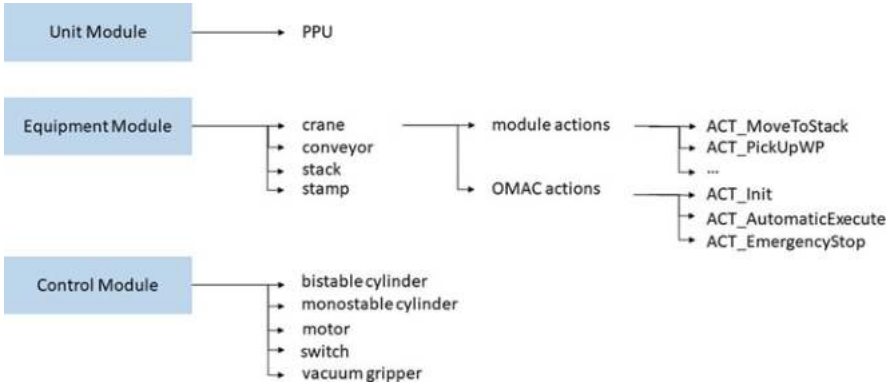 Unit Module
PPU
Equipment Module
crane
module actions
ACT_MoveToStack
conveyor
ACT_PickUpWP
stack
...
stamp
OMAC actions
ACT_Init
ACT_AutomaticExecute
ACT_EmergencyStop
Control Module
bistable cylinder
monostable cylinder
motor
switch
vacuum gripper